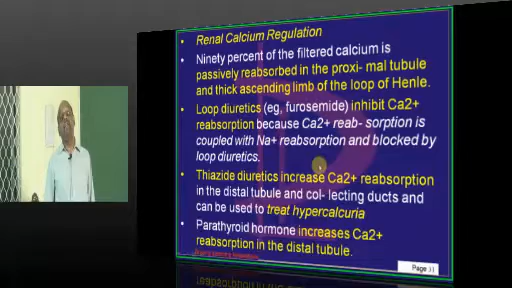 Renal Calcium Regulation
Ninety percent of the filtered calcium is
passively reabsorbed in the proxi- mal tubule
and thick ascending limb of the loop of Henle.
Loop diuretics (eg, furosemide) inhibit Ca2+
reabsorption because Ca2+ reab- sorption is
coupled with Na+ reabsorption and blocked by
loop diuretics.
Thiazide diuretics increase Ca2+ reabsorption
in the distal tubule and col- lecting ducts and
can be used to treat hypercalcuria
Parathyroid hormone increases Ca2+
reabsorption in the distal tubule.